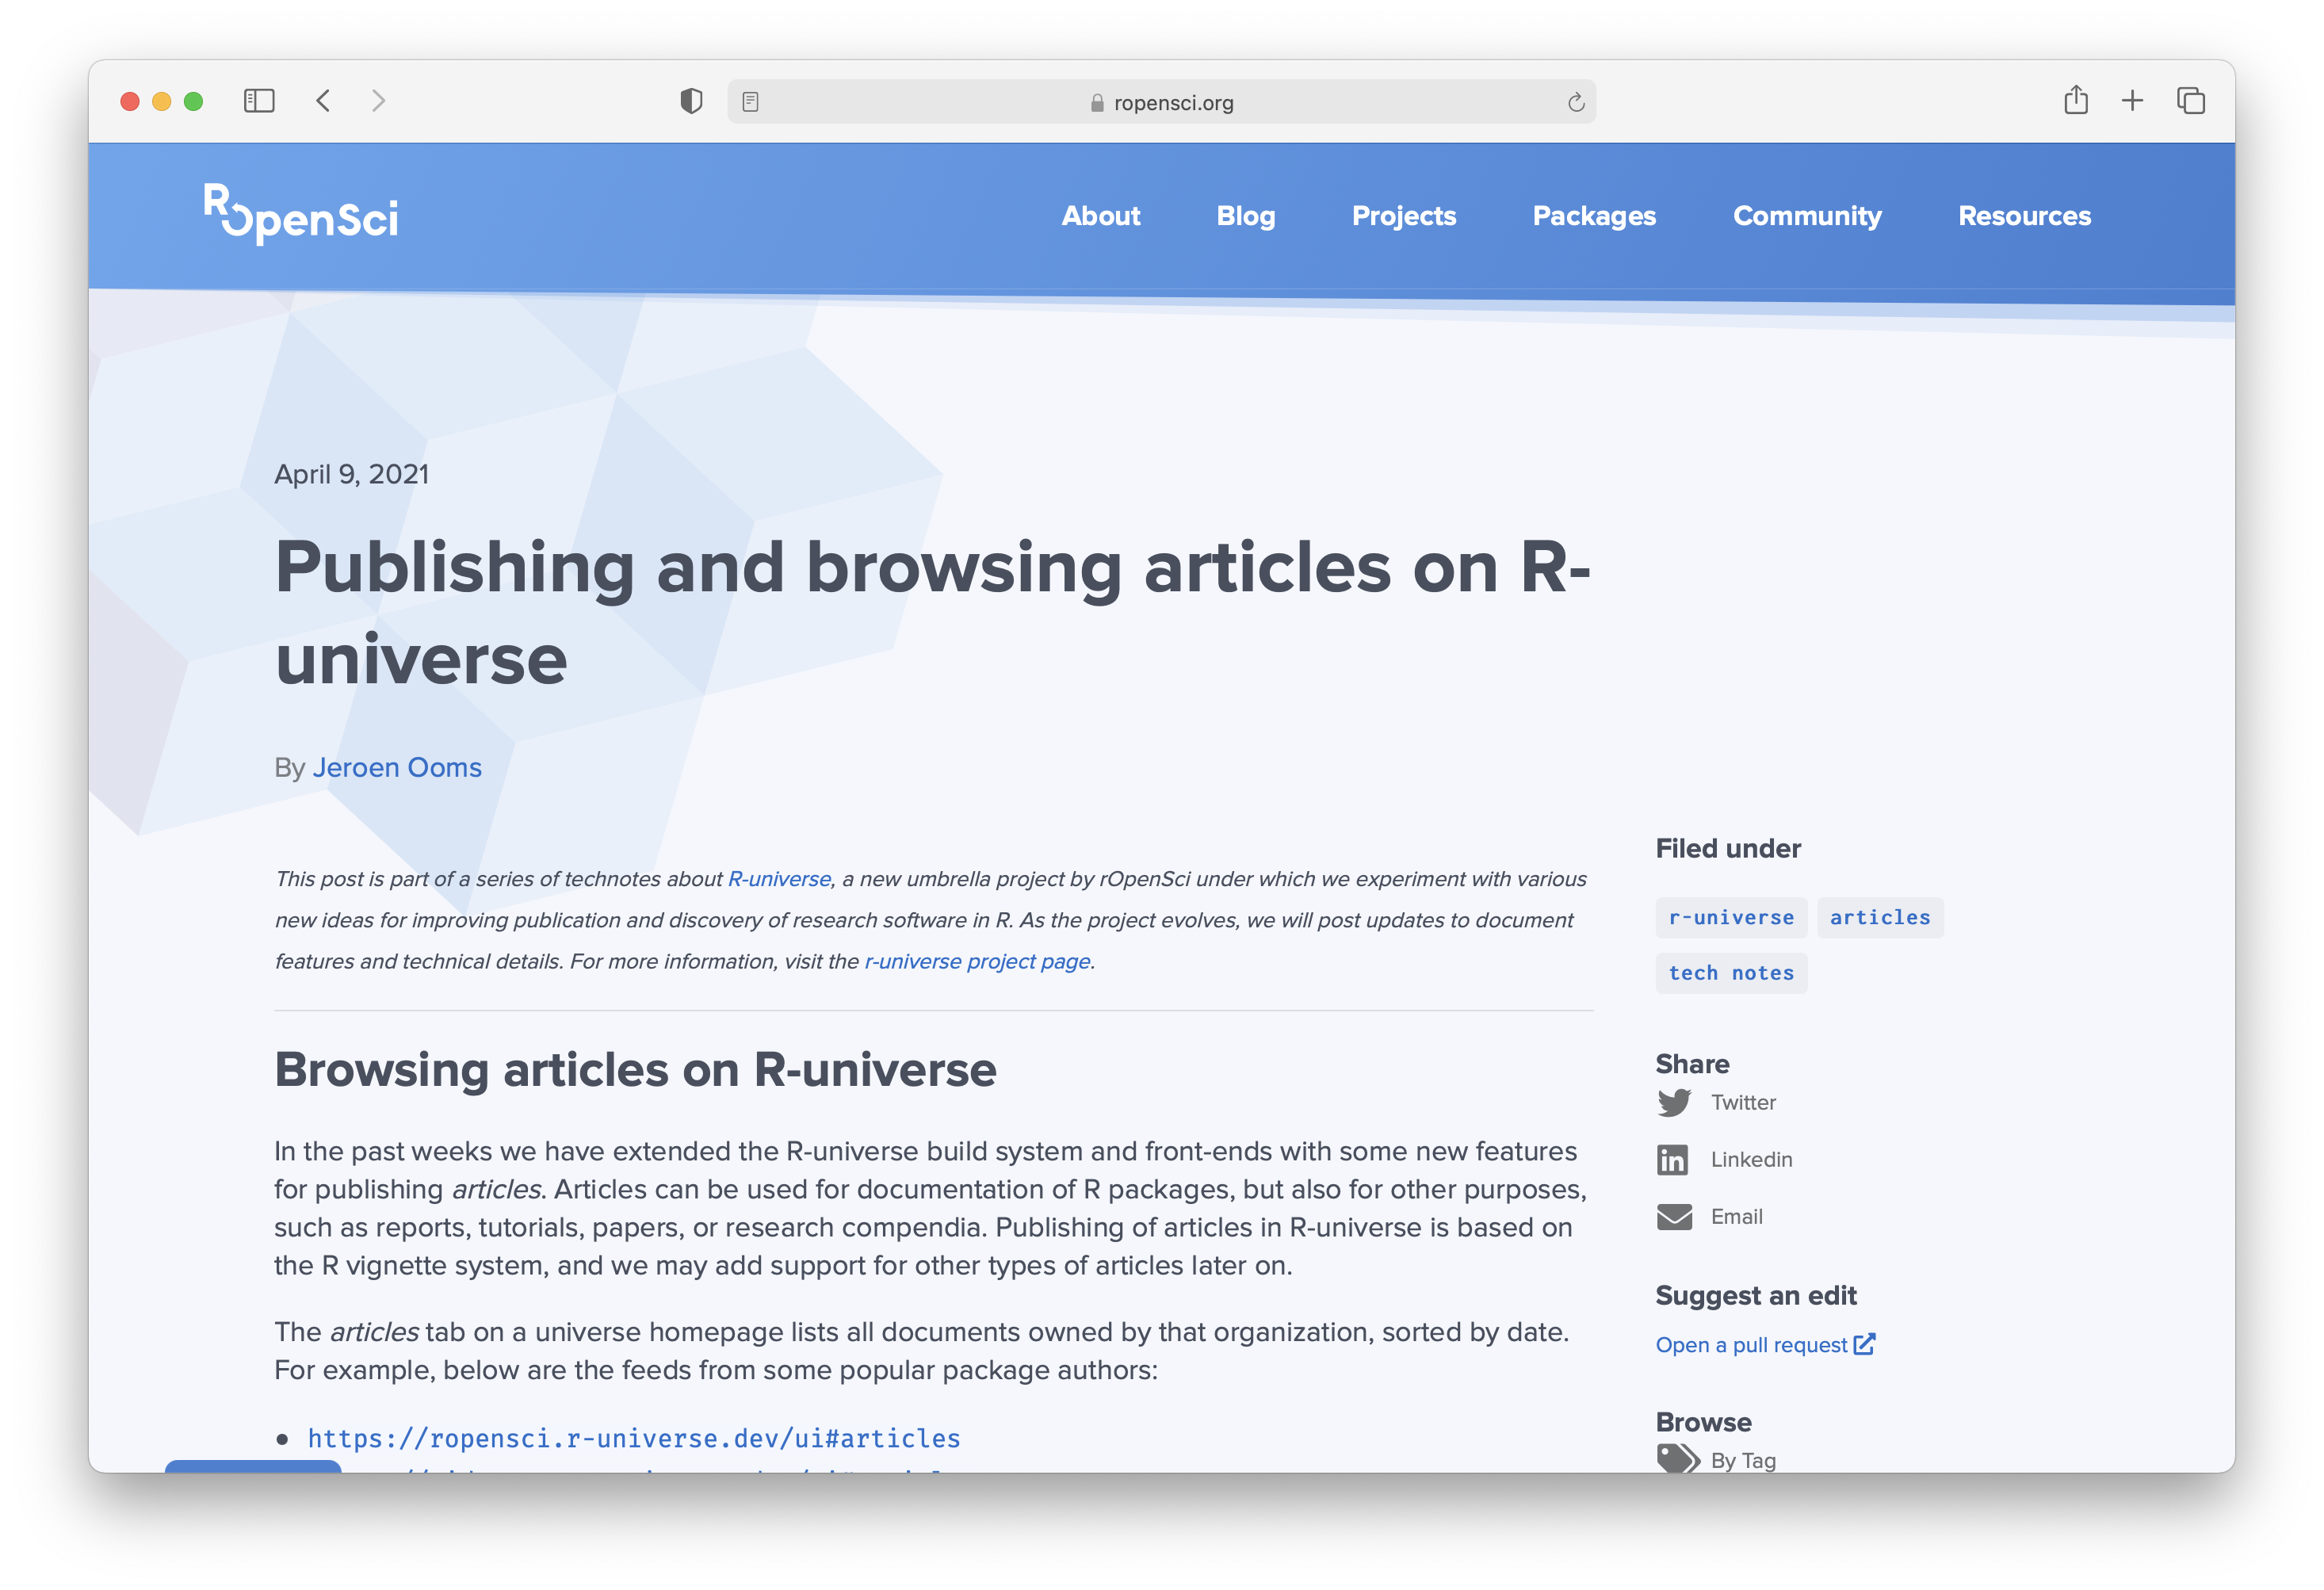 ropensci.org
ROpenSci
About Blog Projects Packages Community Resources
April 9, 2021
Publishing and browsing articles on R-
universe
By Jeroen Ooms
This post is part of a series of technotes about R-universe, a new umbrella project by rOpenSci under which we experiment with various
new ideas for improving publication and discovery of research software in R. As the project evolves, we will post updates to document
features and technical details. For more information, visit the r-universe project page.
Browsing articles on R-universe
In the past weeks we have extended the R-universe build system and front-ends with some new features
for publishing articles. Articles can be used for documentation of R packages, but also for other purposes,
such as reports, tutorials, papers, or research compendia. Publishing of articles in R-universe is based on
the R vignette system, and we may add support for other types of articles later on.
The articles tab on a universe homepage lists all documents owned by that organization, sorted by date.
For example, below are the feeds from some popular package authors:
https://ropensci.r-universe.dev/ui#articles
Filed under
r-universe articles
tech notes
Share
Twitter
Linkedin
Email
Suggest an edit
Open a pull request
Browse
By Tag